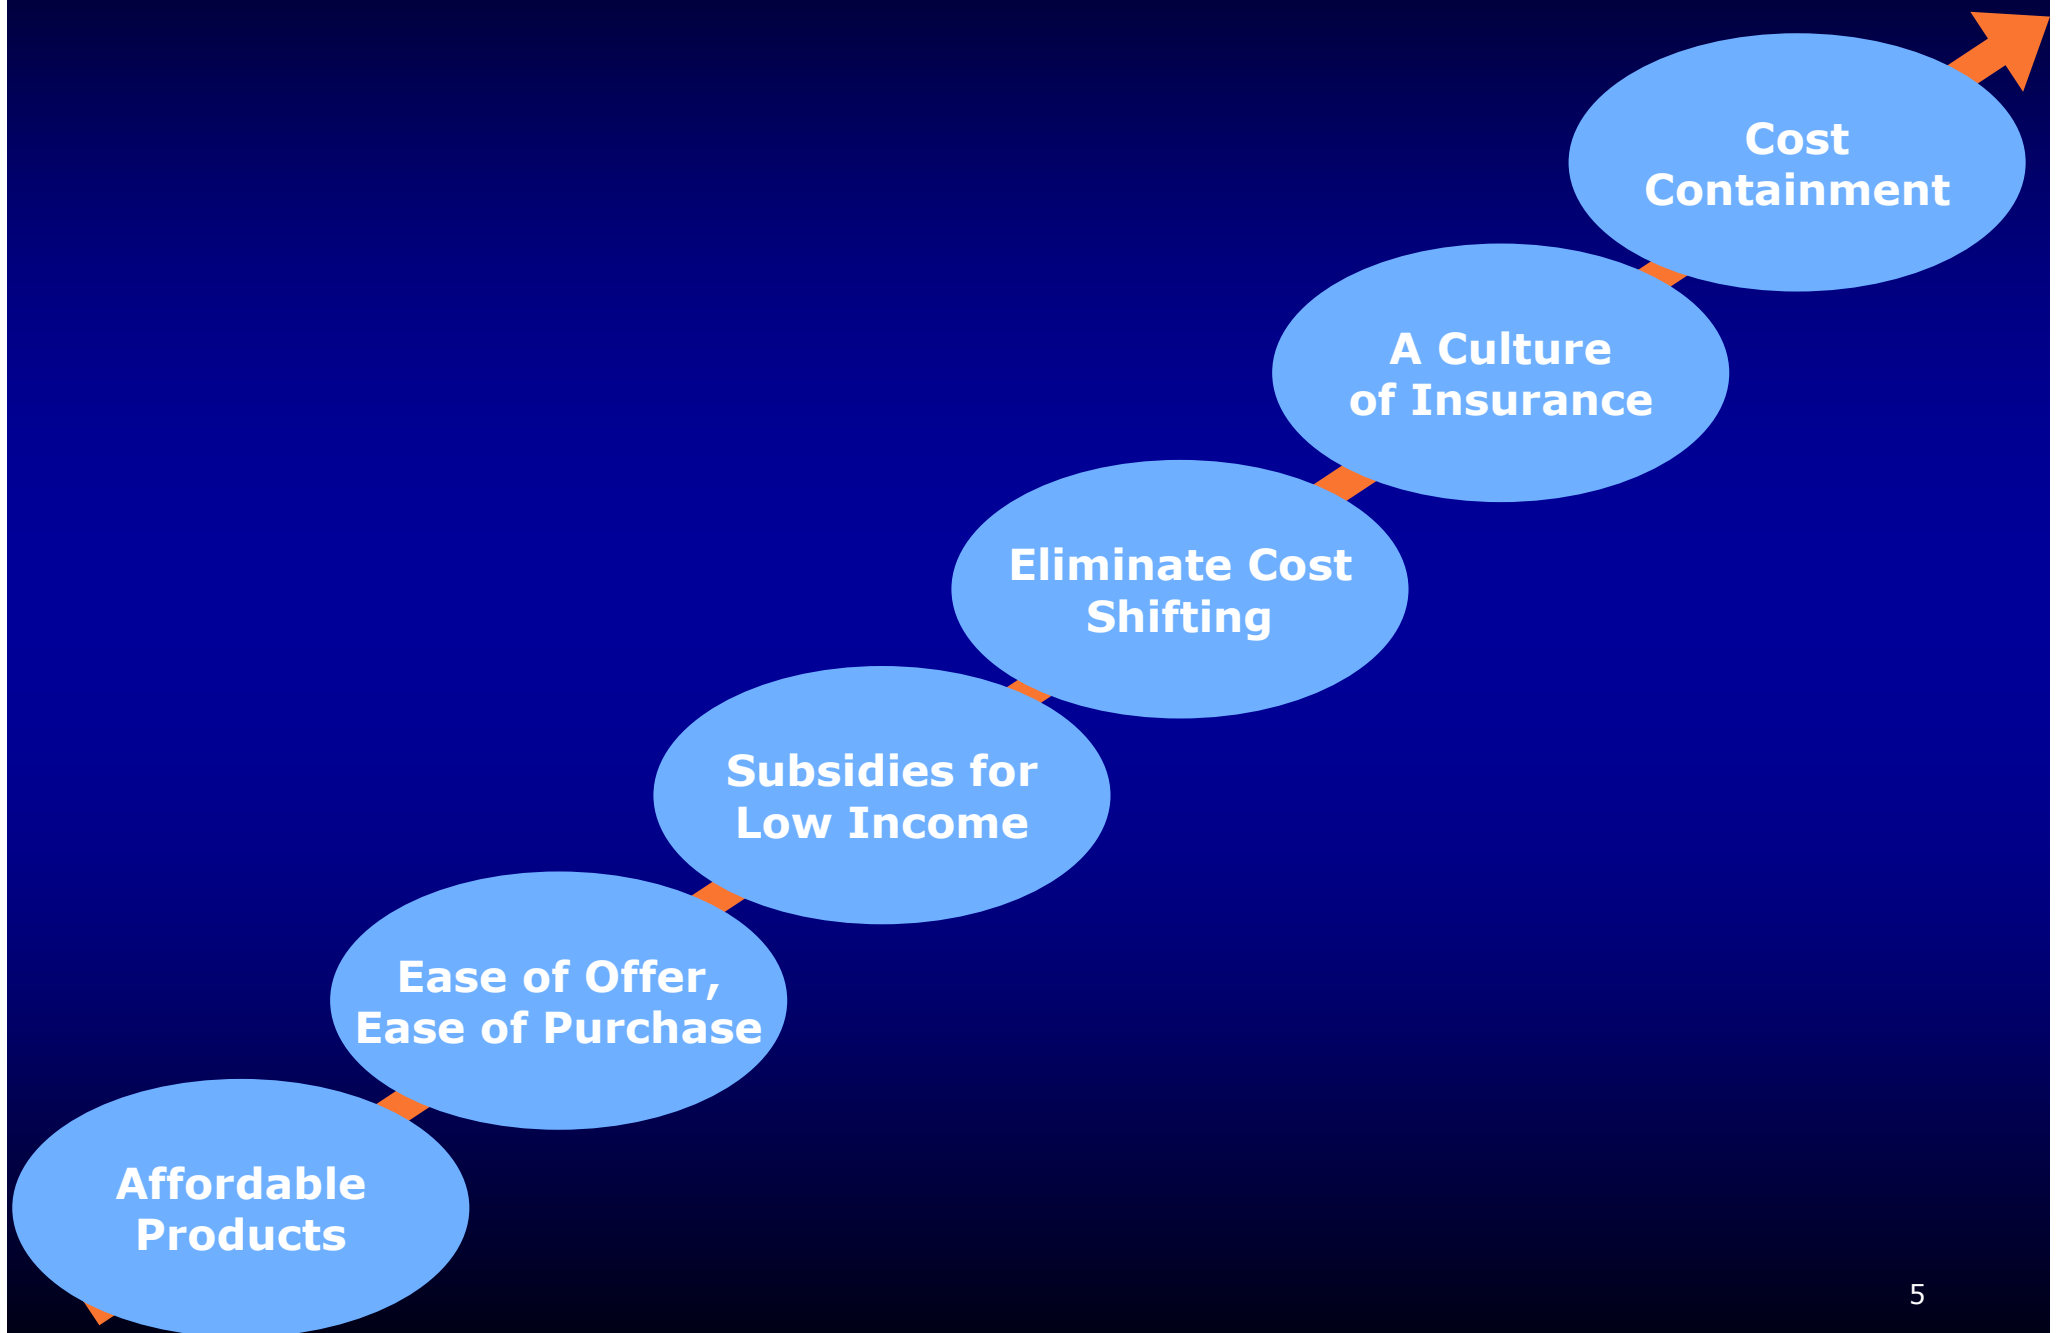 Cost
Containment
A Culture
of Insurance
Eliminate Cost
Shifting
Subsidies for
Low Income
Ease of Offer,
Ease of Purchase
Affordable
Products
5